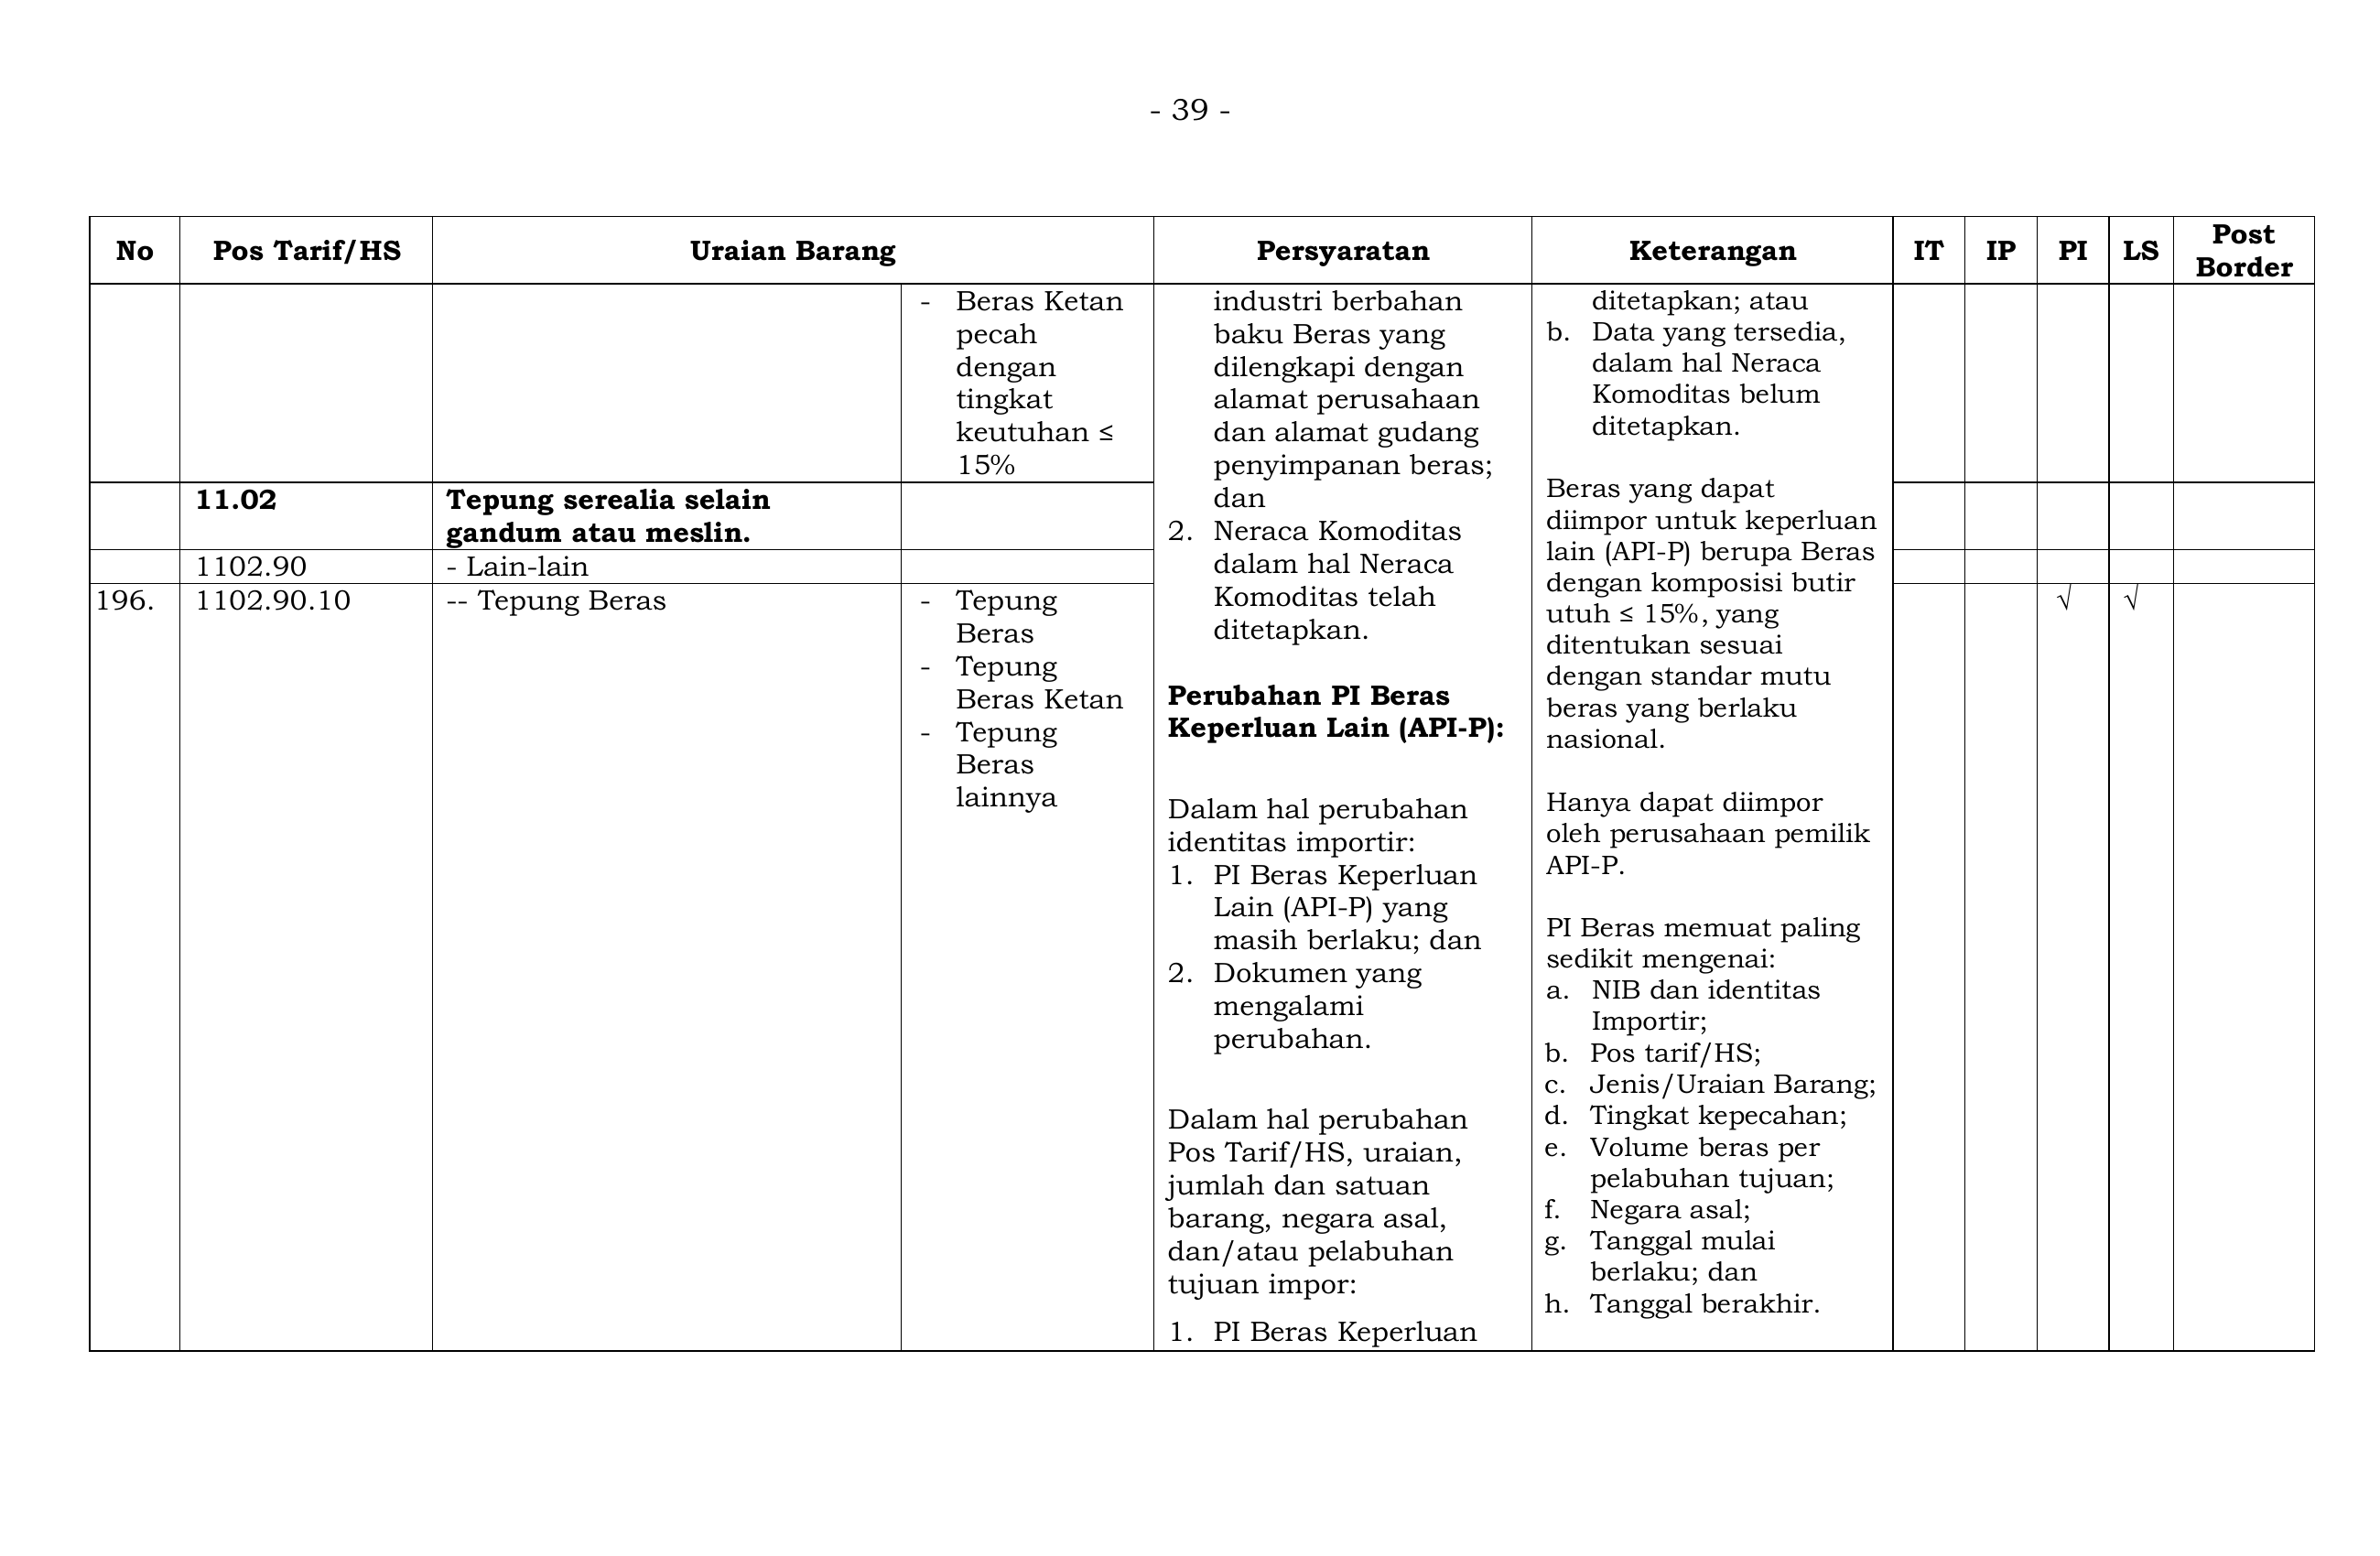 - 39 -
No
Pos Tarif/HS
Uraian Barang
Persyaratan
Keterangan
IT
IP
PI
LS
Post
Border
- Beras Ketan
pecah
dengan
tingkat
keutuhan ≤
15%
11.02
Tepung serealia selain
gandum atau meslin.
1102.90
- Lain-lain
196.
1102.90.10
-- Tepung Beras
- Tepung
Beras
- Tepung
Beras Ketan
- Tepung
Beras
lainnya
industri berbahan
baku Beras yang
dilengkapi dengan
alamat perusahaan
dan alamat gudang
penyimpanan beras;
dan
2. Neraca Komoditas
dalam hal Neraca
Komoditas telah
ditetapkan.
Perubahan PI Beras
Keperluan Lain (API-P):
Dalam hal perubahan
identitas importir:
1. PI Beras Keperluan
Lain (API-P) yang
masih berlaku; dan
2. Dokumen yang
mengalami
perubahan.
Dalam hal perubahan
Pos Tarif/HS, uraian,
jumlah dan satuan
barang, negara asal,
dan/atau pelabuhan
tujuan impor:
1. PI Beras Keperluan
ditetapkan; atau
b. Data yang tersedia,
dalam hal Neraca
Komoditas belum
ditetapkan.
Beras yang dapat
diimpor untuk keperluan
lain (API-P) berupa Beras
dengan komposisi butir
utuh ≤ 15%, yang
ditentukan sesuai
dengan standar mutu
beras yang berlaku
nasional.
Hanya dapat diimpor
oleh perusahaan pemilik
API-P.
PI Beras memuat paling
sedikit mengenai:
a. NIB dan identitas
Importir;
b. Pos tarif/HS;
c. Jenis/Uraian Barang;
d. Tingkat kepecahan;
e. Volume beras per
pelabuhan tujuan;
f. Negara asal;
g. Tanggal mulai
berlaku; dan
h. Tanggal berakhir.
√
√